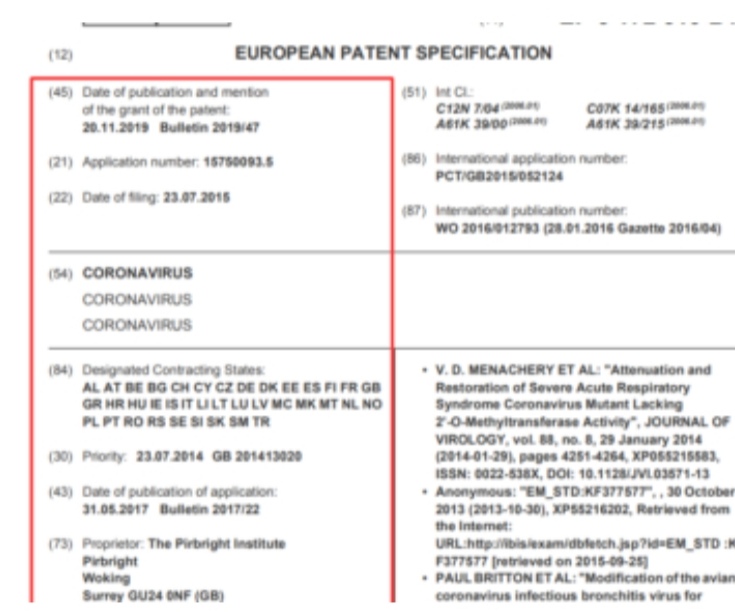 (12) EUROPEAN PATENT SPECIFICATION
(45) Date of publication and mention
of the grant of the patent:
20.11.2019 Bulletin 2019/47
(21) Application number: 15750093.5
(22) Date of filing: 23.07.2015
(51) Int Cl.:
C12N 7/04 (2006.01) C07K 14/165 (2006.01)
A61K 39/00 (2006.01) A61K 39/215 (2006.01)
(86) International application number:
PCT/GB2015/052124
(87) International publication number:
WO 2016/012793 (28.01.2016 Gazette 2016/04)
(54) CORONAVIRUS
CORONAVIRUS
CORONAVIRUS
(84) Designated Contracting States:
AL AT BE BG CH CY CZ DE DK EE ES FI FR GB
GR HR HU IE IS IT LI LT LU LV MC MK MT NL NO
PL PT RO RS SE SI SK SM TR
(30) Priority: 23.07.2014 GB 201413020
(43) Date of publication of application:
31.05.2017 Bulletin 2017/22
(73) Proprietor: The Pirbright Institute
Pirbright
Woking
Surrey GU24 0NF (GB)
• V. D. MENACHERY ET AL: "Attenuation and
Restoration of Severe Acute Respiratory
Syndrome Coronavirus Mutant Lacking
2'-O-Methyltransferase Activity", JOURNAL OF
VIROLOGY, vol. 88, no. 8, 29 January 2014
(2014-01-29), pages 4251-4264, XP055215583,
ISSN: 0022-538X, DOI: 10.1128/JVI.03571-13
• Anonymous: "EM_STD:KF377577", , 30 October
2013 (2013-10-30), XP55216202, Retrieved from
the Internet:
URL:http://ibis/exam/dbfetch.jsp?id=EM_STD :K
F377577 [retrieved on 2015-09-25]
• PAUL BRITTON ET AL: "Modification of the avian
coronavirus infectious bronchitis virus for